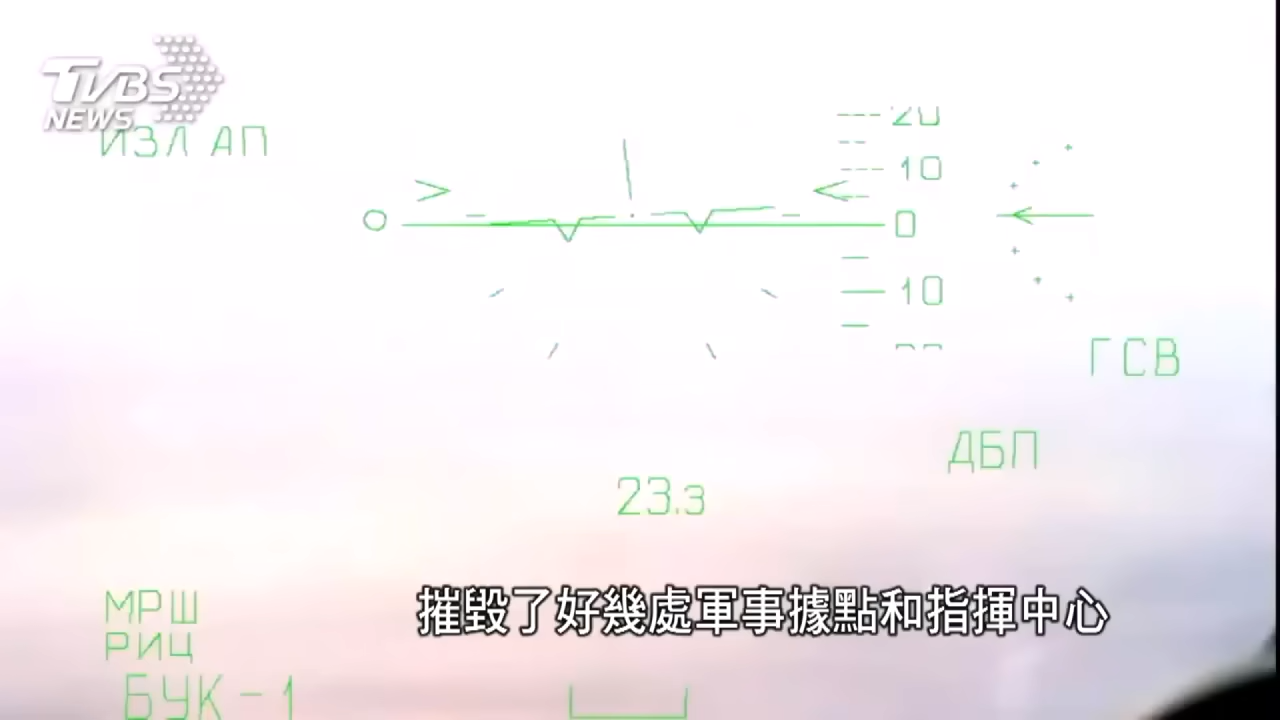 TVBS
NEWS
ИЗЛ АП
20
10
0
10
ГСВ
ДБП
23.3
摧毀了好幾處軍事據點和指揮中心
МРШ
РИЦ
БУК-1